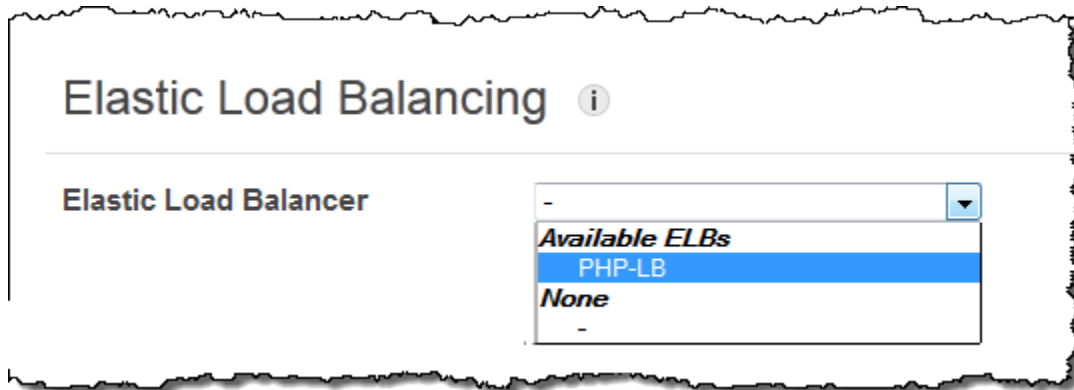 Elastic Load Balancing i
Elastic Load Balancer -
Available ELBs
PHP-LB
None
-